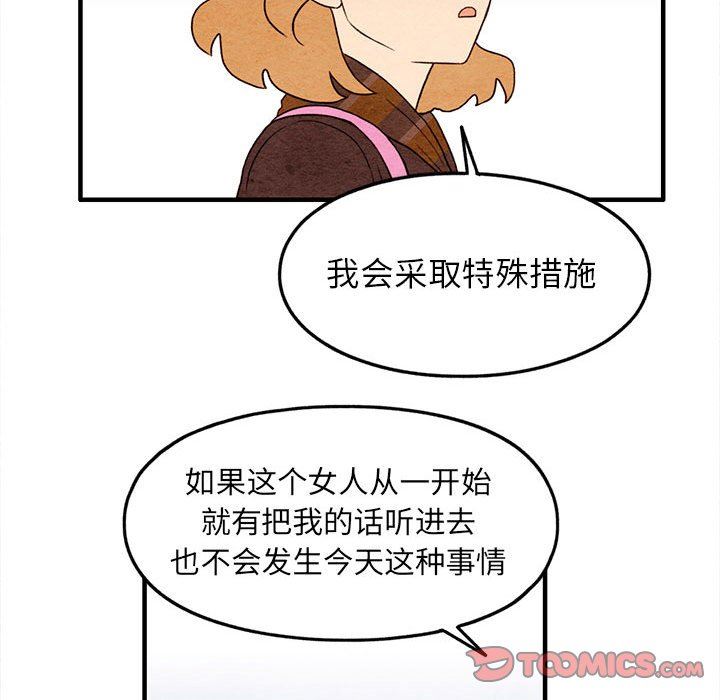 我会采取特殊措施
如果这个女人从一开始
就有把我的话听进去
也不会发生今天这种事情
TOOMICS.COM